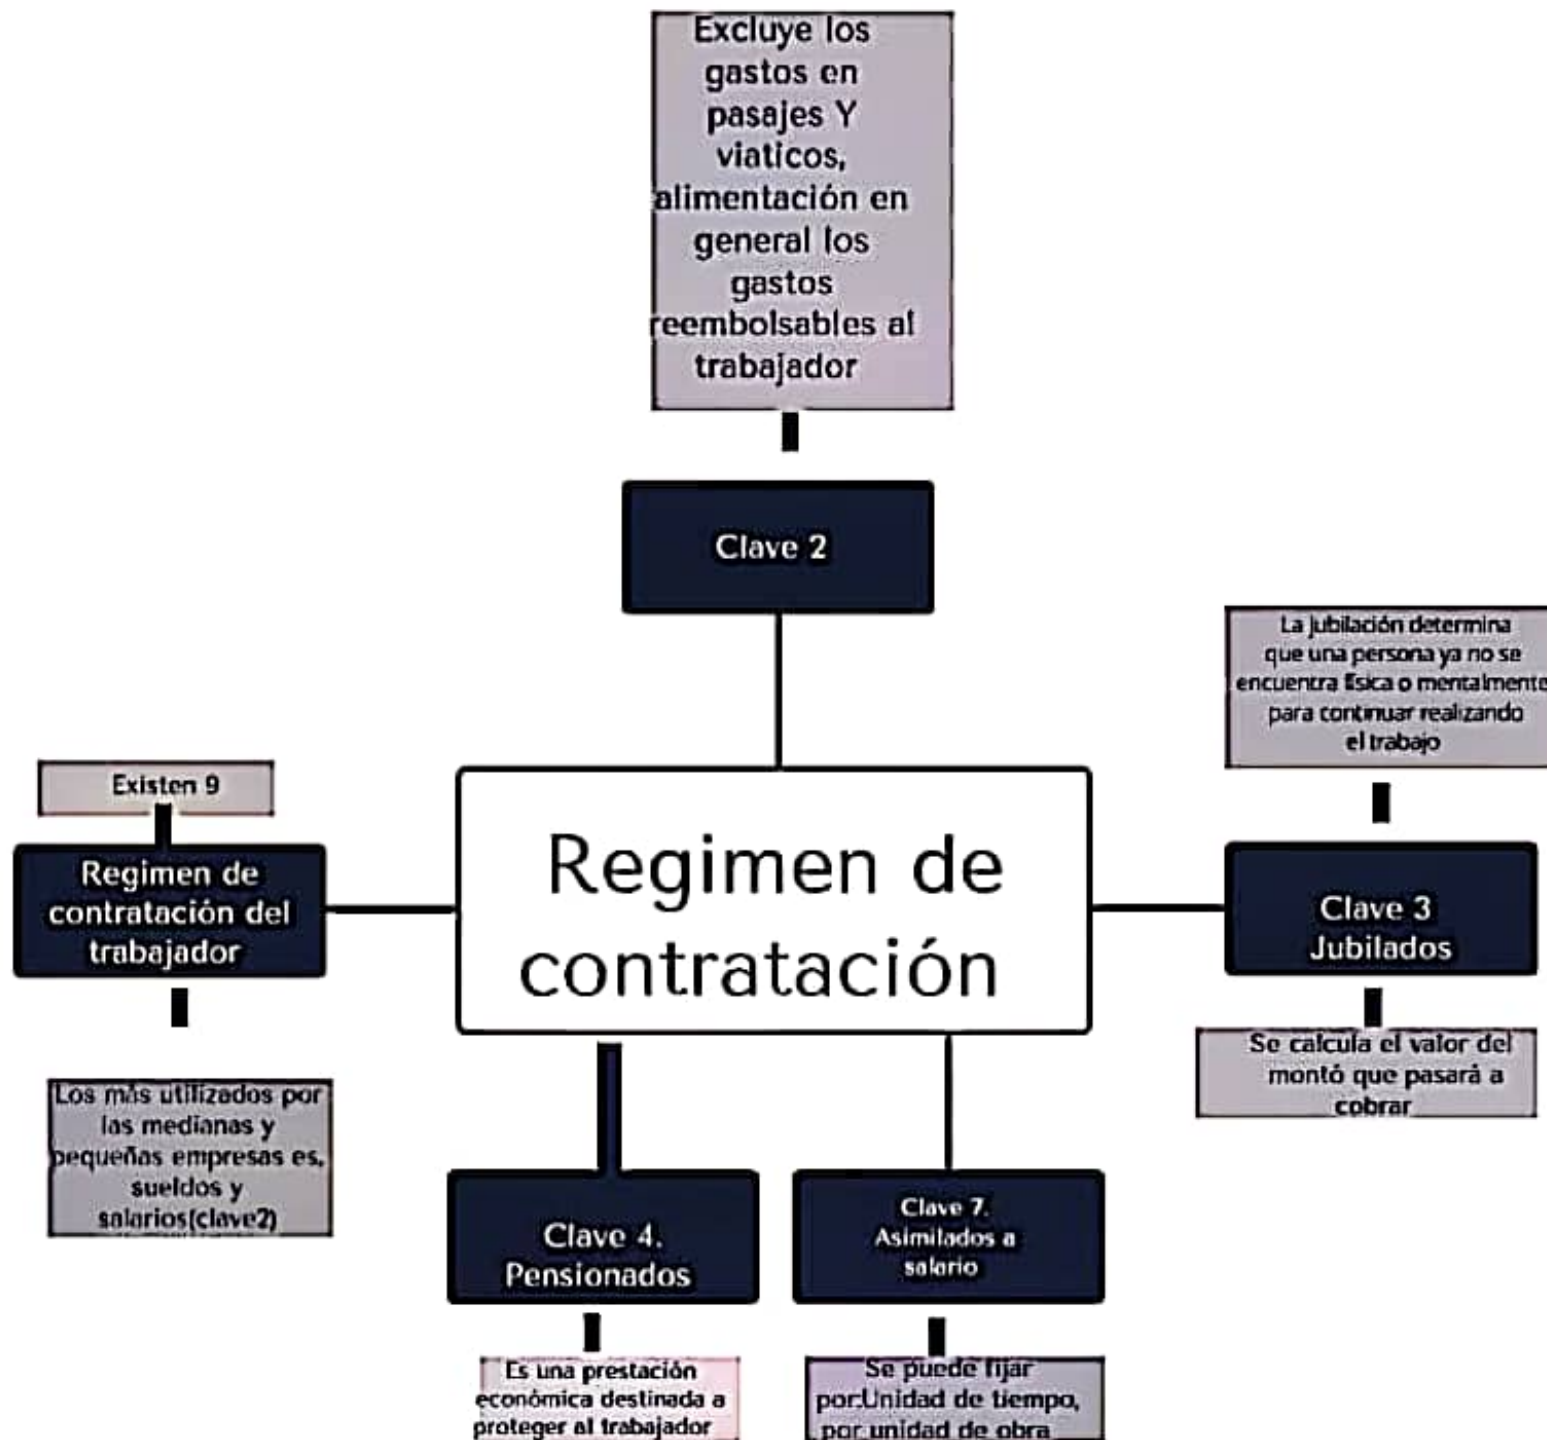 Excluye los
gastos en
pasajes Y
viaticos,
alimentación en
general los
gastos
reembolsables al
trabajador
Clave 2
La jubilación determina
que una persona ya no se
encuentra física o mentalmente
para continuar realizando
el trabajo
Existen 9
Regimen de
contratación del
trabajador
Regimen de
contratación
Clave 3
Jubilados
Se calcula el valor del
montó que pasará a
cobrar
Los más utilizados por
las medianas y
pequeñas empresas es,
sueldos y
salarios(clave2)
Clave 4.
Pensionados
Clave 7.
Asimilados a
salario
Es una prestación
económica destinada a
proteger al trabajador
Se puede fijar
por:Unidad de tiempo,
por unidad de obra